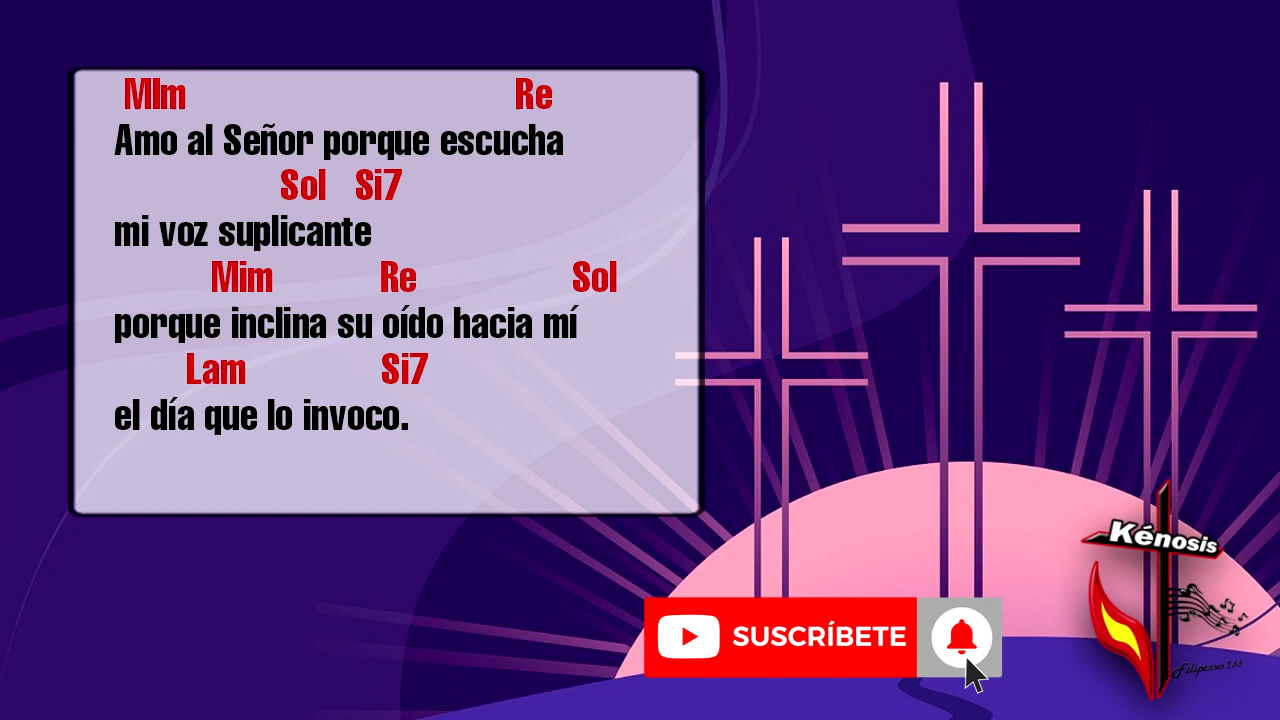 MIm Re
Amo al Señor porque escucha
Sol Si7
mi voz suplicante
Mim Re Sol
porque inclina su oído hacia mí
Lam Si7
el día que lo invoco.
Kénosis
SUSCRÍBETE